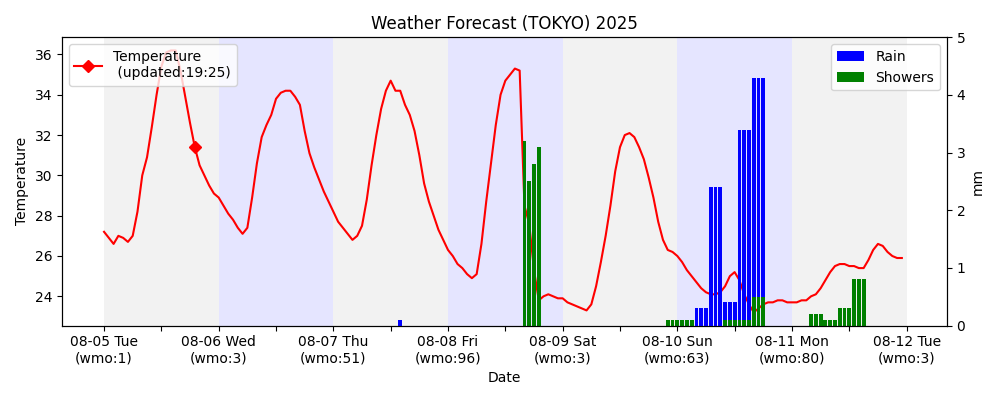 Weather Forecast (TOKYO) 2025
Temperature
(updated:19:25)
Rain
Showers
36
34
32
30
28
26
24
Temperature
5
4
3
2
1
0
mm
08-05 Tue
(wmo:1)
08-06 Wed
(wmo:3)
08-07 Thu
(wmo:51)
08-08 Fri
(wmo:96)
08-09 Sat
(wmo:3)
08-10 Sun
(wmo:63)
08-11 Mon
(wmo:80)
08-12 Tue
(wmo:3)
Date